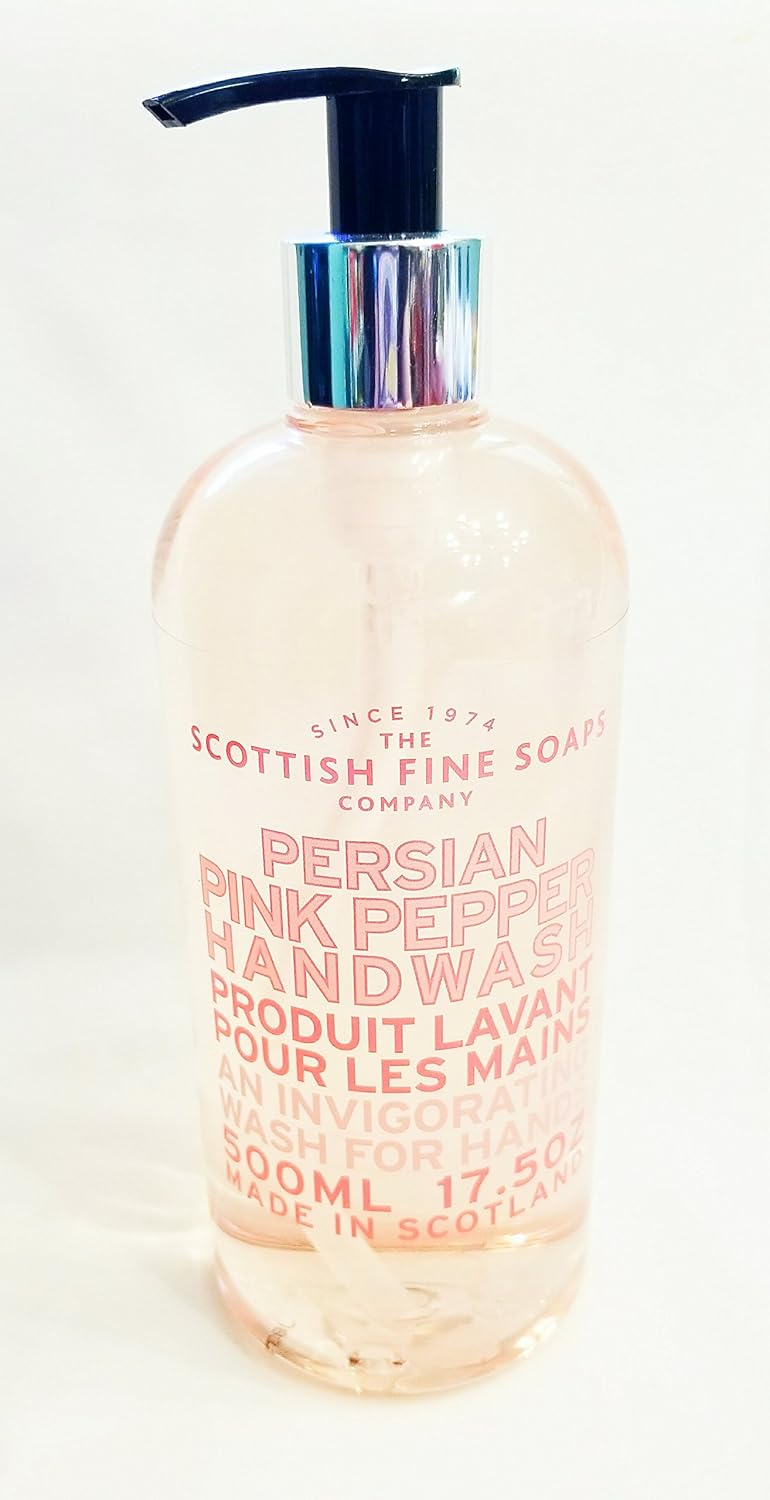 SINCE 1974
THE
SCOTTISH FINE SOAPS
COMPANY
PERSIAN
PINK PEPPER
HANDWASH
PRODUIT LAVANT
POUR LES MAINS
AN INVIGORATING
WASH FOR HANDS
500ML 17.5OZ
MADE IN SCOTLAND